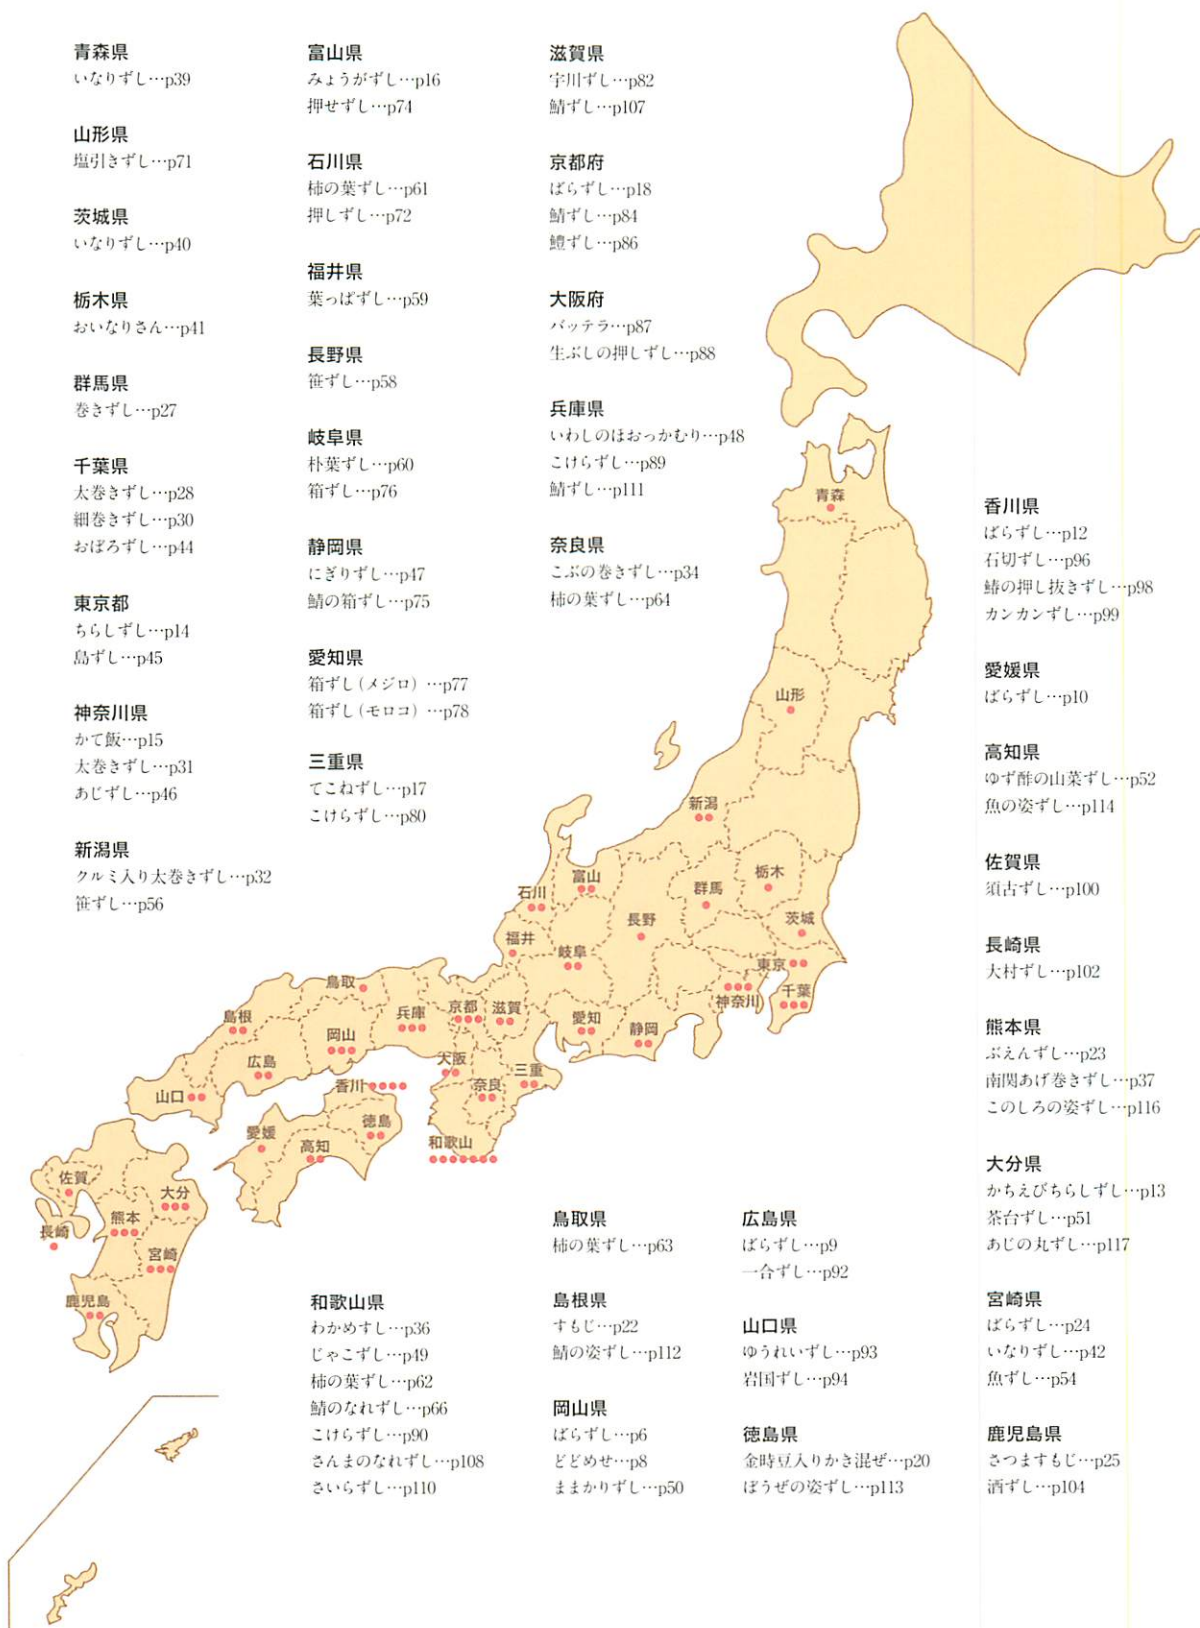 青森県
いなりずし…p39
山形県
塩引きずし…p71
茨城県
いなりずし…p40
栃木県
おいなりさん…p41
群馬県
巻きずし…p27
千葉県
太巻きずし…p28
細巻きずし…p30
おぼろずし…p44
東京都
ちらしずし…p14
島ずし…p45
神奈川県
かて飯…p15
太巻きずし…p31
あじずし…p46
新潟県
クルミ入り太巻きずし…p32
笹ずし…p56
富山県
みょうがずし…p16
押せずし…p74
石川県
柿の葉ずし…p61
押しずし…p72
福井県
葉っぱずし…p59
長野県
笹ずし…p58
岐阜県
朴葉ずし…p60
箱ずし…p76
静岡県
にぎりずし…p47
鯖の箱ずし…p75
愛知県
箱ずし（メジロ）…p77
箱ずし（モロコ）…p78
三重県
てこねずし…p17
こけらずし…p80
滋賀県
宇川ずし…p82
鯖ずし…p107
京都府
ばらずし…p18
鯖ずし…p84
鱧ずし…p86
大阪府
バッテラ…p87
生ぶしの押しずし…p88
兵庫県
いわしのほおっかむり…p48
こけらずし…p89
鯖ずし…p111
奈良県
こぶの巻きずし…p34
柿の葉ずし…p64
香川県
ばらずし…p12
石切ずし…p96
鰆の押し抜きずし…p98
カンカンずし…p99
愛媛県
ばらずし…p10
高知県
ゆず酢の山菜ずし…p52
魚の姿ずし…p114
佐賀県
須古ずし…p100
長崎県
大村ずし…p102
熊本県
ぶえんずし…p23
南関あげ巻きずし…p37
このしろの姿ずし…p116
大分県
かちえびちらしずし…p13
茶台ずし…p51
あじの丸ずし…p117
宮崎県
ばらずし…p24
いなりずし…p42
魚ずし…p54
鹿児島県
さつますもじ…p25
酒ずし…p104
和歌山県
わかめすし…p36
じゃこずし…p49
柿の葉ずし…p62
鯖のなれずし…p66
こけらずし…p90
さんまのなれずし…p108
さいらずし…p110
鳥取県
柿の葉ずし…p63
島根県
すもじ…p22
鯖の姿ずし…p112
岡山県
ばらずし…p6
どどめせ…p8
ままかりずし…p50
広島県
ばらずし…p9
一合ずし…p92
山口県
ゆうれいずし…p93
岩国ずし…p94
徳島県
金時豆入りかき混ぜ…p20
ぼうぜの姿ずし…p113
青森
山形
新潟
富山
石川
群馬
栃木
長野
茨城
福井
岐阜
東京
千葉
神奈川
鳥取
島根
兵庫
京都
滋賀
愛知
静岡
岡山
広島
大阪
三重
奈良
山口
香川
徳島
愛媛
高知
和歌山
佐賀
大分
長崎
熊本
宮崎
鹿児島